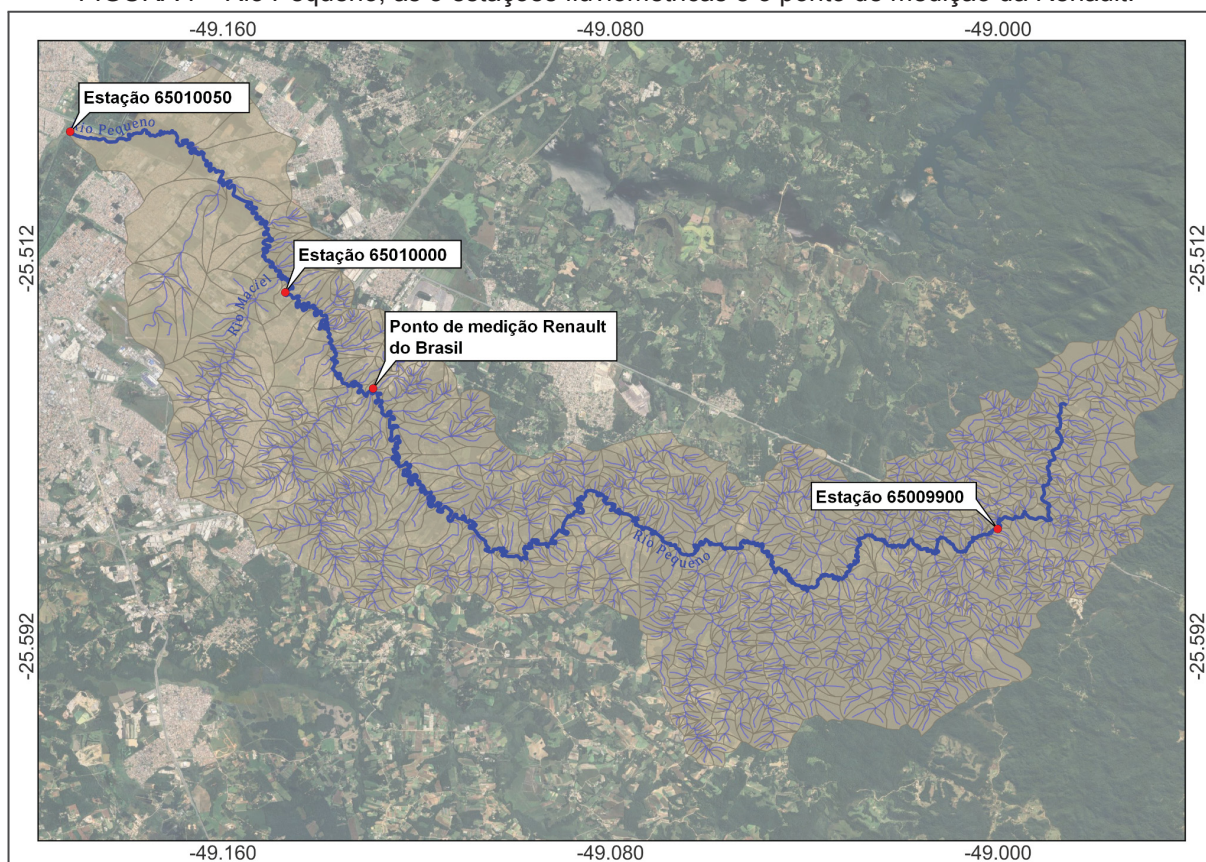 FIGURA 1 – Rio Pequeno, as 3 estações fluviométricas e o ponto de medição da Renault.
-49.160 -49.080 -49.000
Estação 65010050
Rio Pequeno
-25.512
-25.512
Estação 65010000
Rio Maciel
Ponto de medição Renault
do Brasil
Estação 65009900
Rio Pequeno
-25.592
-25.592
-49.160 -49.080 -49.000